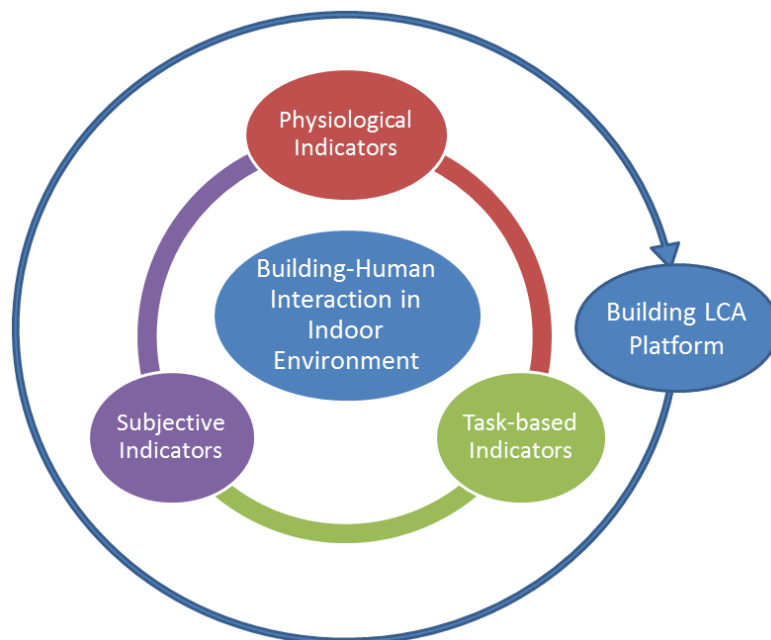 Physiological
Indicators
Building-Human
Interaction in
Indoor
Environment
Building LCA
Platform
Subjective
Indicators
Task-based
Indicators